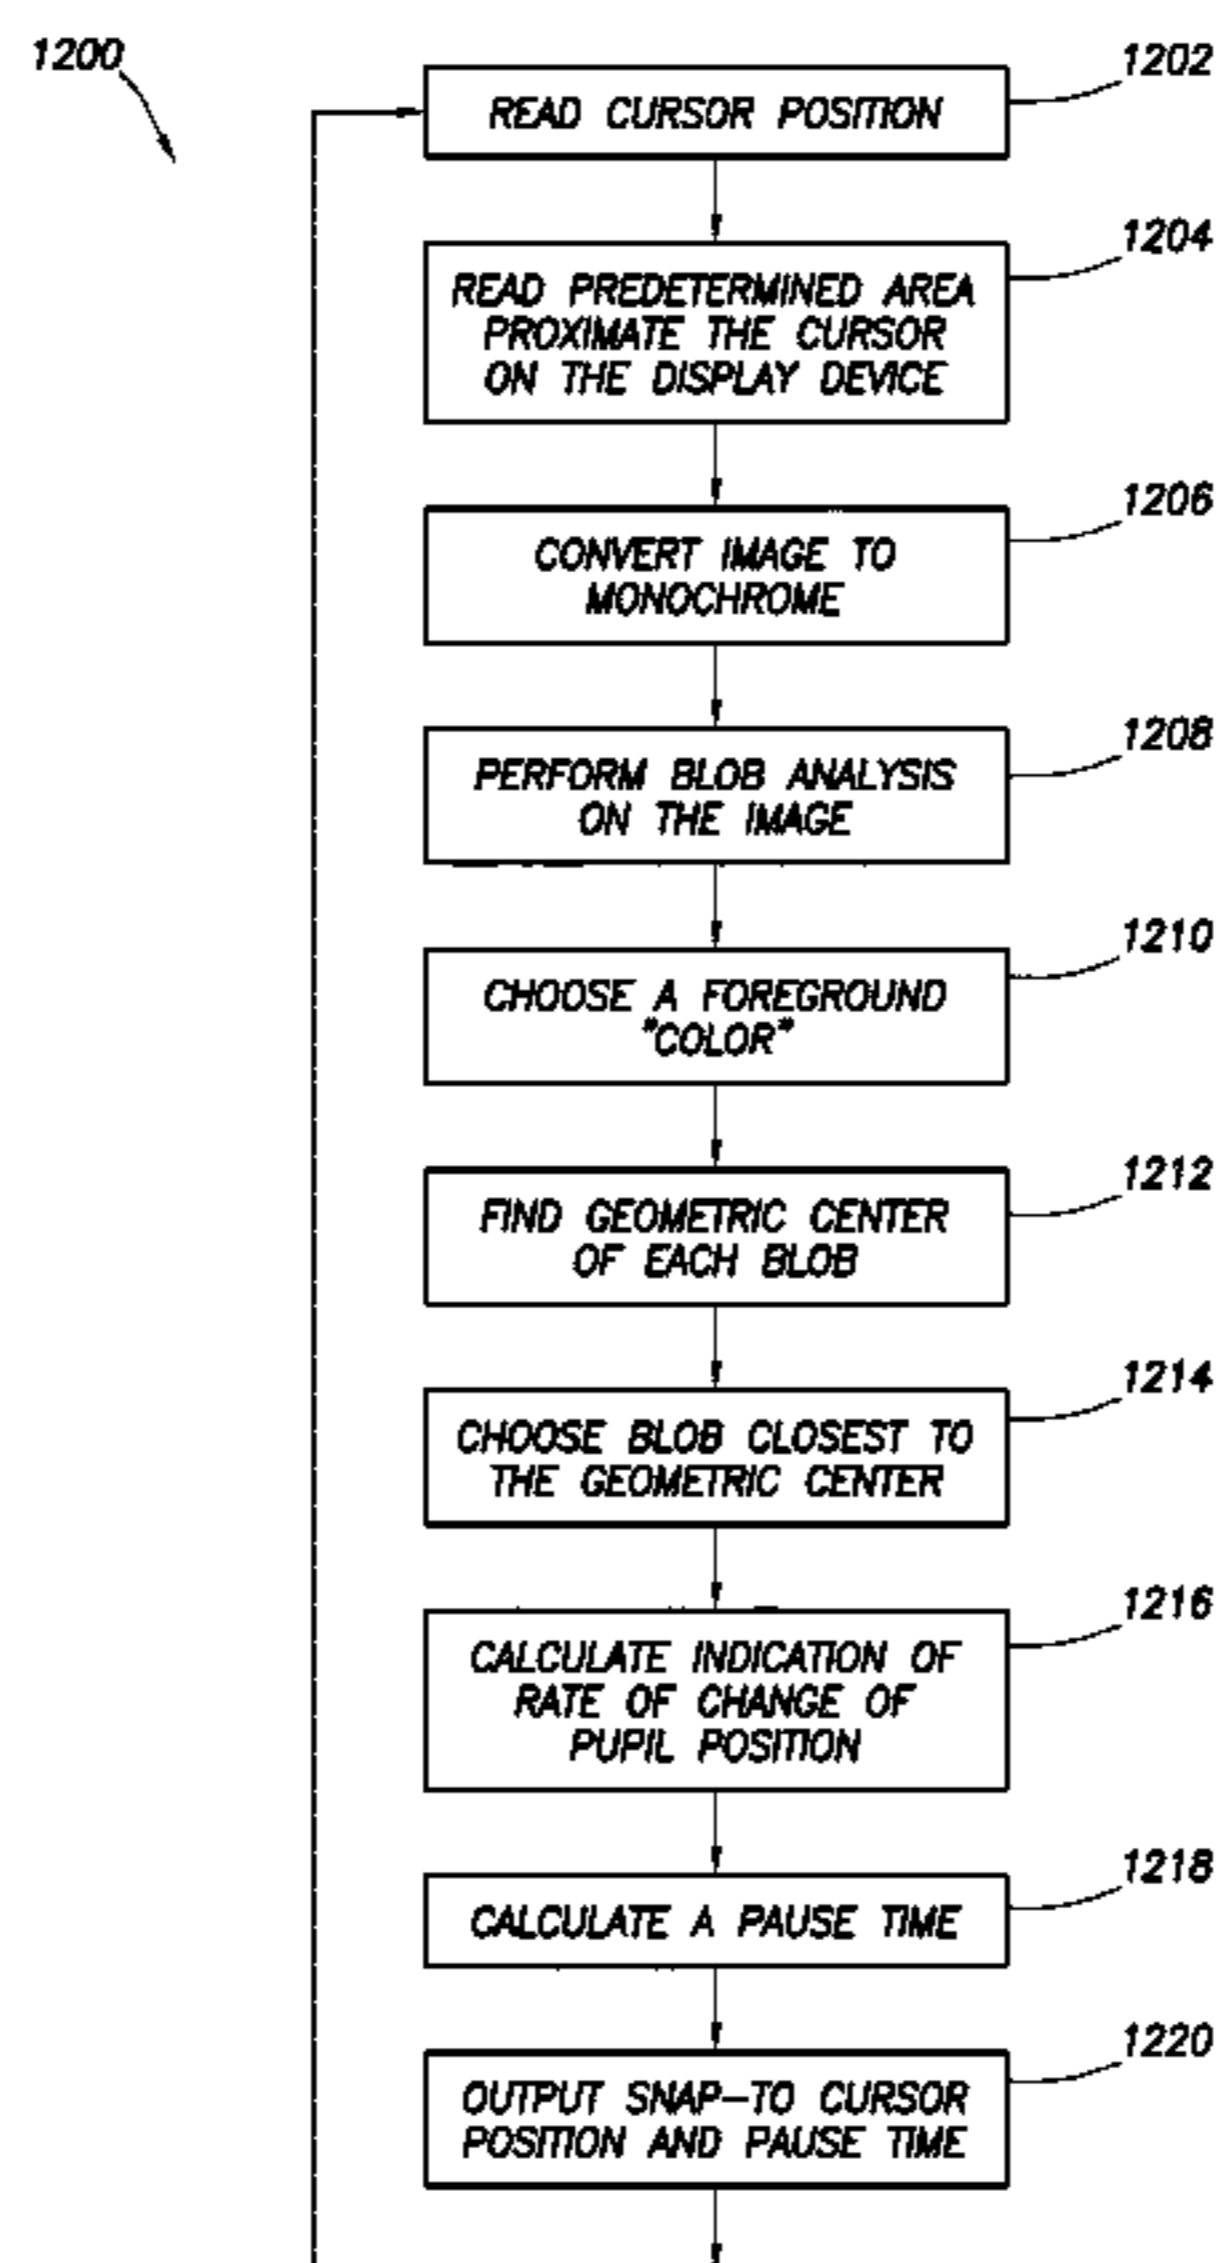 1200
1202
READ CURSOR POSITION
1204
READ PREDETERMINED AREA
PROXIMATE THE CURSOR
ON THE DISPLAY DEVICE
1206
CONVERT IMAGE TO
MONOCHROME
1208
PERFORM BLOB ANALYSIS
ON THE IMAGE
1210
CHOOSE A FOREGROUND
"COLOR"
1212
FIND GEOMETRIC CENTER
OF EACH BLOB
1214
CHOOSE BLOB CLOSEST TO
THE GEOMETRIC CENTER
1216
CALCULATE INDICATION OF
RATE OF CHANGE OF
PUPIL POSITION
1218
CALCULATE A PAUSE TIME
1220
OUTPUT SNAP-TO CURSOR
POSITION AND PAUSE TIME